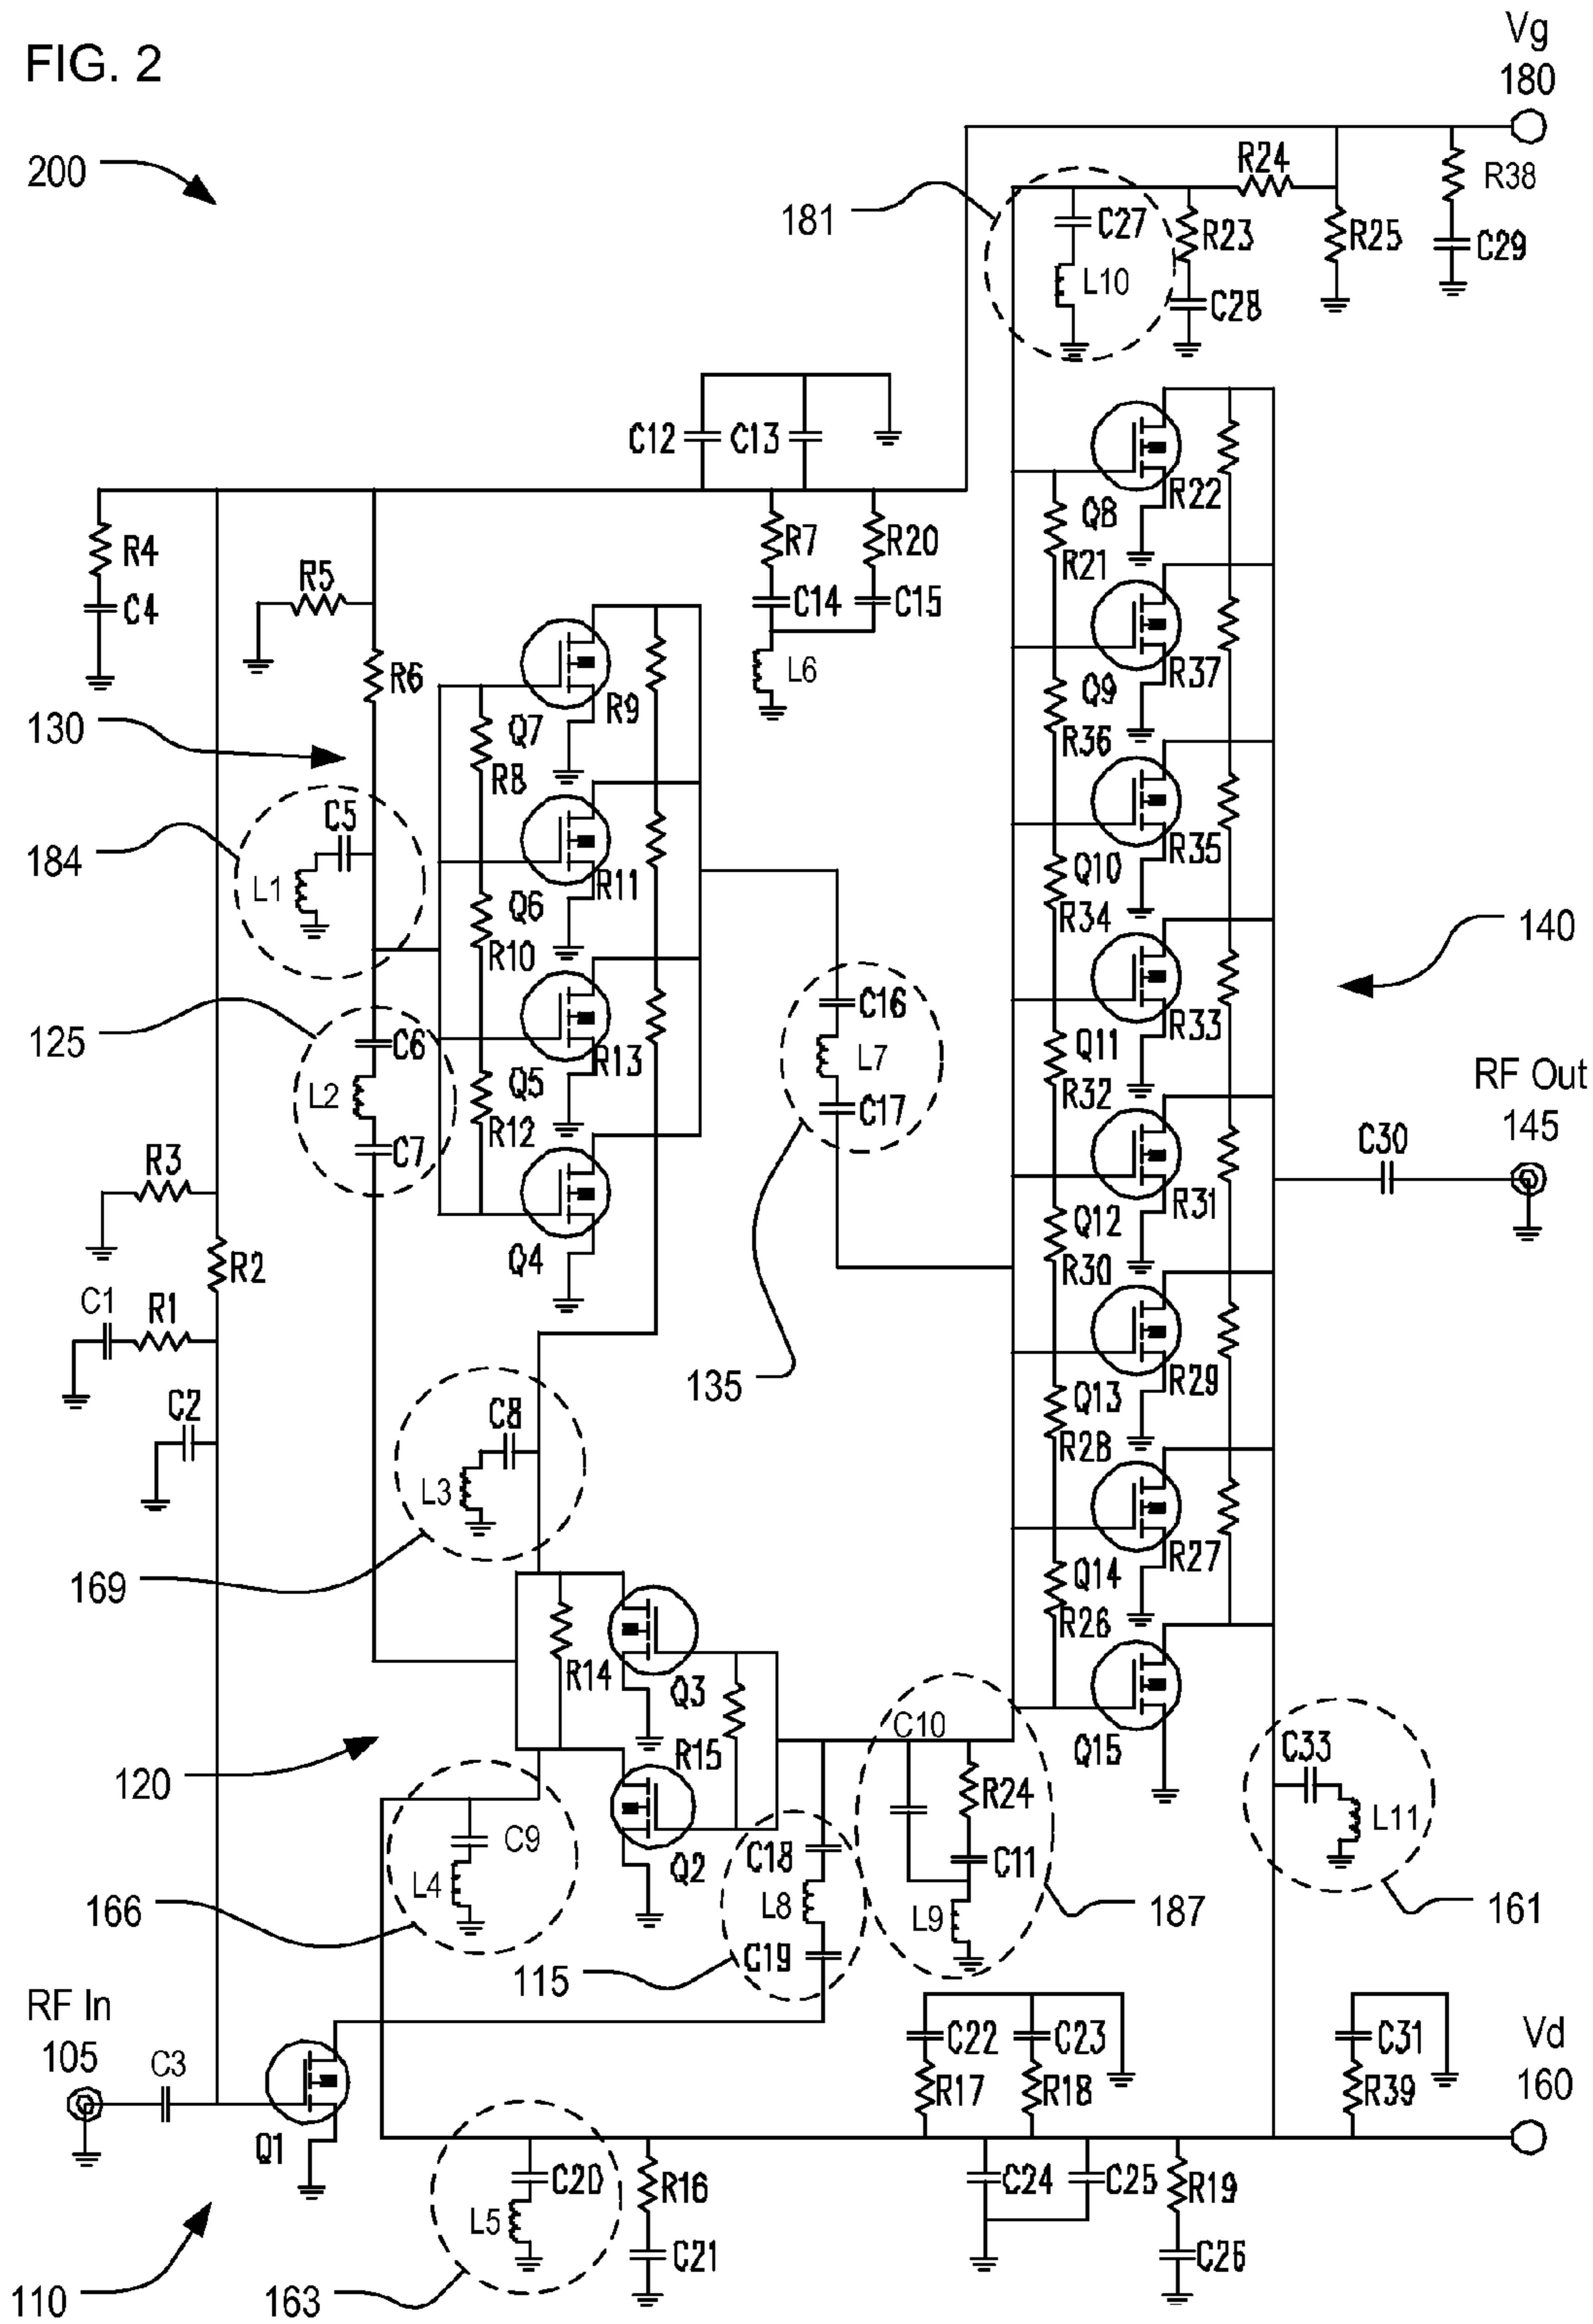 FIG. 2
Vg
180
200
R24
R38
181
C27
R23
R25
C29
L10
C28
C12
C13
R22
Q8
R4
R7
R20
R21
R5
C4
C14
C15
R6
L6
R37
130
Q7
R9
Q9
R8
R36
C5
184
L1
R11
R35
Q6
Q10
R10
R34
140
C16
125
C6
L7
R33
L2
R13
Q11
Q5
C17
R32
RF Out
145
R12
C7
C30
R3
R31
Q4
Q12
R2
R30
C1
R1
135
R29
C2
C8
Q13
R28
L3
169
R27
Q14
R14
R26
Q3
C10
R15
Q15
C33
120
R24
L11
C9
C18
C11
Q2
L4
L8
L9
166
187
161
C19
115
RF In
105
C3
C22
C23
C31
Vd
160
R17
R18
R39
Q1
C20
R16
C24
C25
R19
L5
C21
C26
110
163